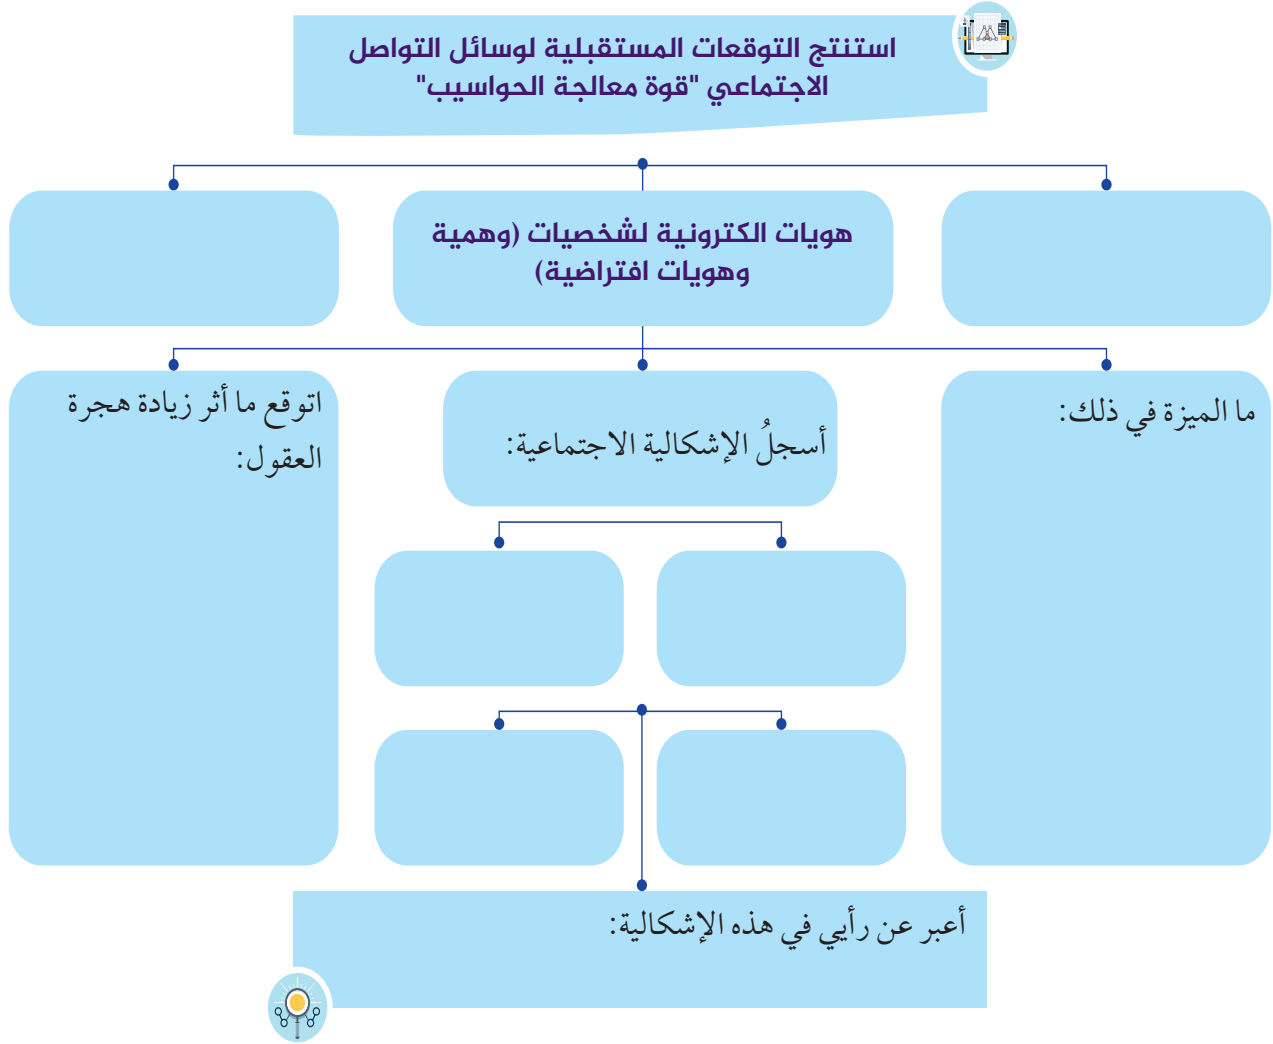 استنتج التوقعات المستقبلية لوسائل التواصل
الاجتماعي "قوة معالجة الحواسيب"
هويات الكترونية لشخصيات (وهمية
وهويات افتراضية)
ما الميزة في ذلك:
أسجلُ الإشكالية الاجتماعية:
اتوقع ما أثر زيادة هجرة
العقول:
أعبر عن رأيي في هذه الإشكالية: